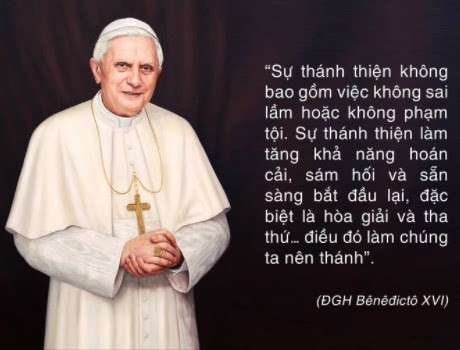 “Sự thánh thiện không
bao gồm việc không sai
lầm hoặc không phạm
tội. Sự thánh thiện làm
tăng khả năng hoán
cải, sám hối và sẵn
sàng bắt đầu lại, đặc
biệt là hòa giải và tha
thứ... điều đó làm chúng
ta nên thánh”.
(ĐGH Bênêđictô XVI)